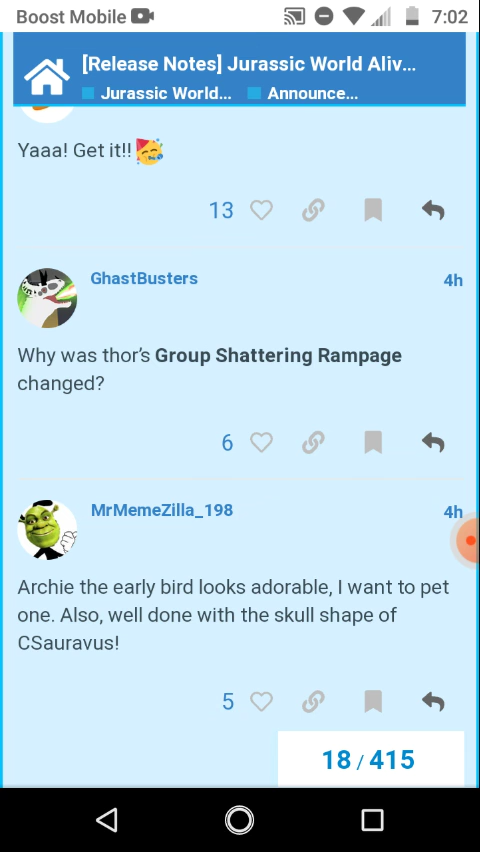 Boost Mobile 7:02
[Release Notes] Jurassic World Aliv...
Jurassic World... Announce...
Yaaa! Get it!! 🥳
13
GhastBusters 4h
Why was thor's Group Shattering Rampage
changed?
6
MrMemeZilla_198 4h
Archie the early bird looks adorable, I want to pet
one. Also, well done with the skull shape of
CSauravus!
5
18 / 415